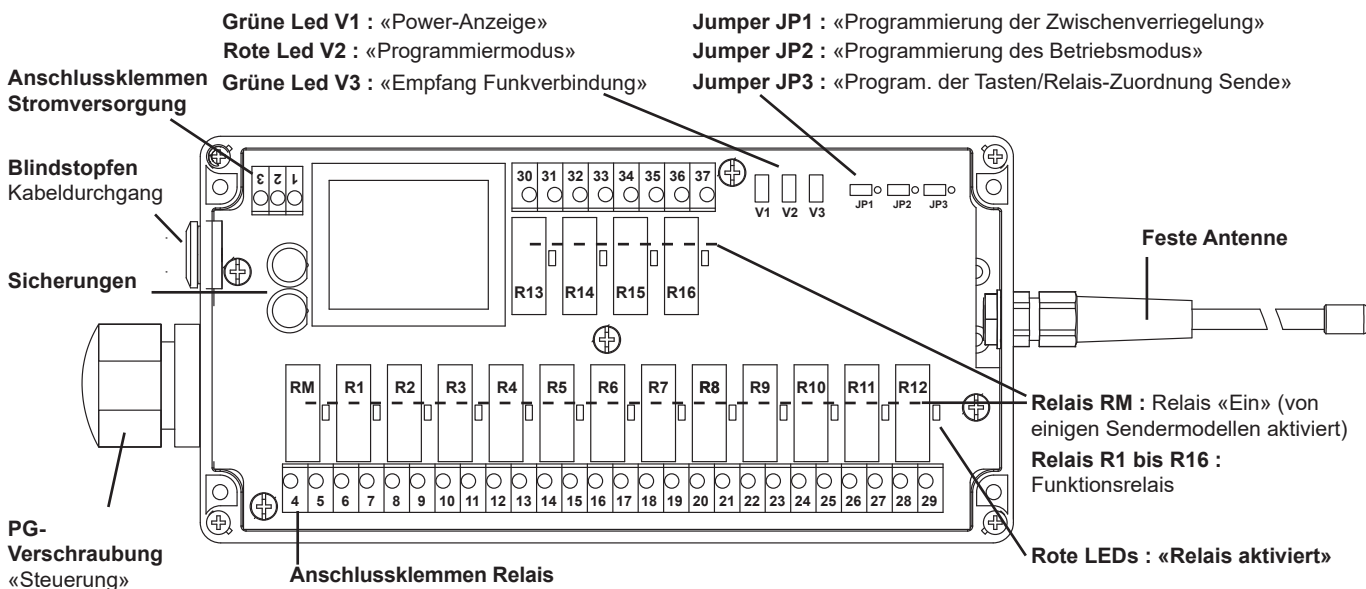 Grüne Led V1 : «Power-Anzeige»
Rote Led V2 : «Programmiermodus»
Grüne Led V3 : «Empfang Funkverbindung»
Jumper JP1 : «Programmierung der Zwischenverriegelung»
Jumper JP2 : «Programmierung des Betriebsmodus»
Jumper JP3 : «Program. der Tasten/Relais-Zuordnung Sende»
Anschlussklemmen
Stromversorgung
Blindstopfen
Kabeldurchgang
Sicherungen
3 2 1
30 31 32 33 34 35 36 37
V1 V2 V3
JP1 JP2 JP3
R13 R14 R15 R16
Feste Antenne
RM R1 R2 R3 R4 R5 R6 R7 R8 R9 R10 R11 R12
Relais RM : Relais «Ein» (von
einigen Sendermodellen aktiviert)
Relais R1 bis R16 :
Funktionsrelais
4 5 6 7 8 9 10 11 12 13 14 15 16 17 18 19 20 21 22 23 24 25 26 27 28 29
PG-
Verschraubung
«Steuerung»
Anschlussklemmen Relais
Rote LEDs : «Relais aktiviert»